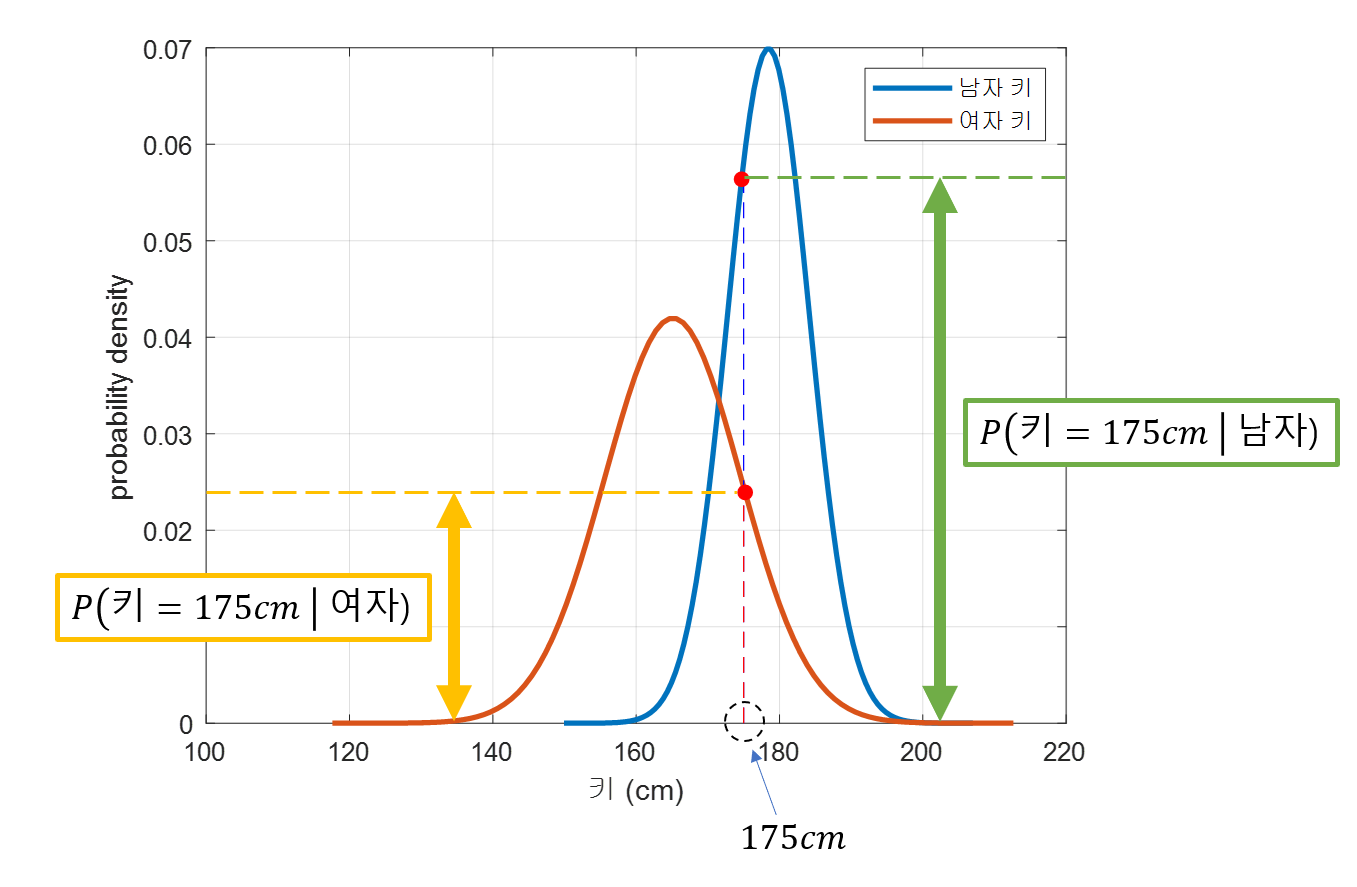 0.07
남자 키
여자 키
0.06
0.05
probability density
0.04
P(키 = 175cm | 남자)
0.03
0.02
P(키 = 175cm | 여자)
0
100 120 140 160 180 200 220
키 (cm)
175cm